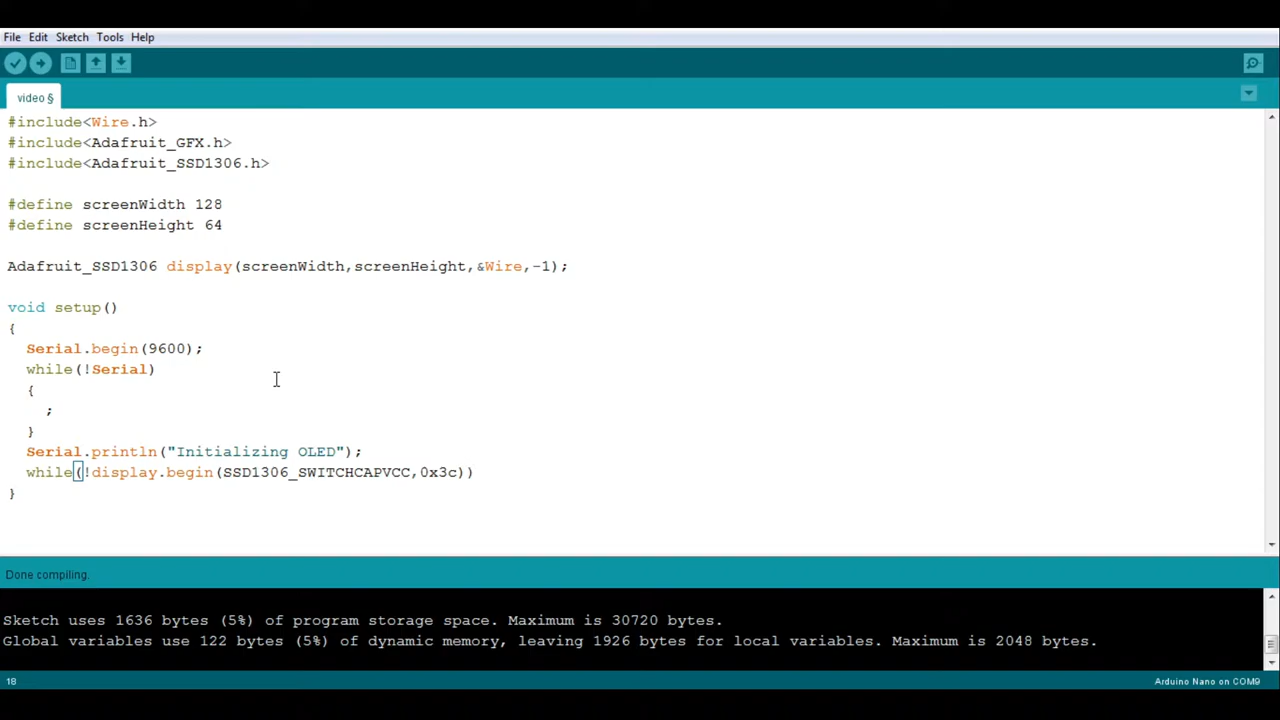 File Edit Sketch Tools Help
video §
#include<Wire.h>
#include<Adafruit_GFX.h>
#include<Adafruit_SSD1306.h>
#define screenWidth 128
#define screenHeight 64
Adafruit_SSD1306 display(screenWidth,screenHeight,&Wire,-1);
void setup()
{
Serial.begin(9600);
while(!Serial)
{
;
}
Serial.println("Initializing OLED");
while(!display.begin(SSD1306_SWITCHCAPVCC,0x3c))
}
Done compiling.
Sketch uses 1636 bytes (5%) of program storage space. Maximum is 30720 bytes.
Global variables use 122 bytes (5%) of dynamic memory, leaving 1926 bytes for local variables. Maximum is 2048 bytes.
18 Arduino Nano on COM9